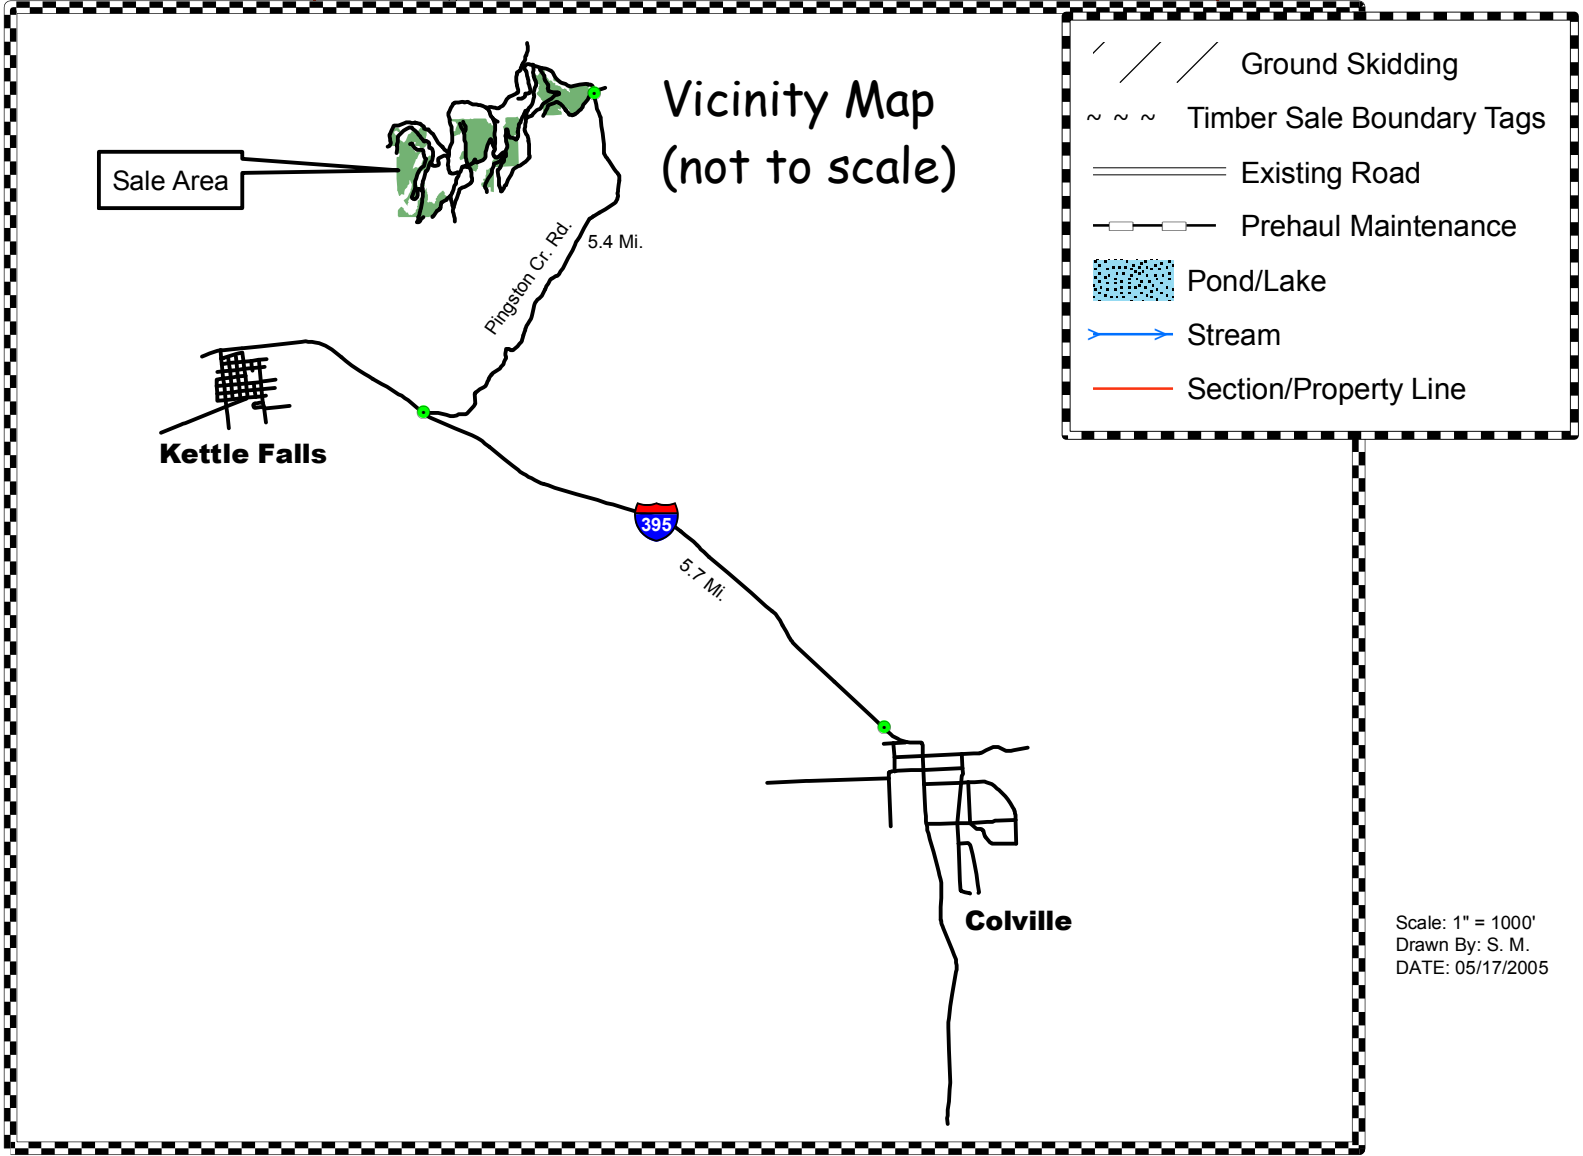 Vicinity Map
(not to scale)
Sale Area
Pingston Cr. Rd.
5.4 Mi.
Kettle Falls
395
5.7 Mi.
Colville
Ground Skidding
~ ~ ~ Timber Sale Boundary Tags
Existing Road
Prehaul Maintenance
Pond/Lake
Stream
Section/Property Line
Scale: 1" = 1000'
Drawn By: S. M.
DATE: 05/17/2005